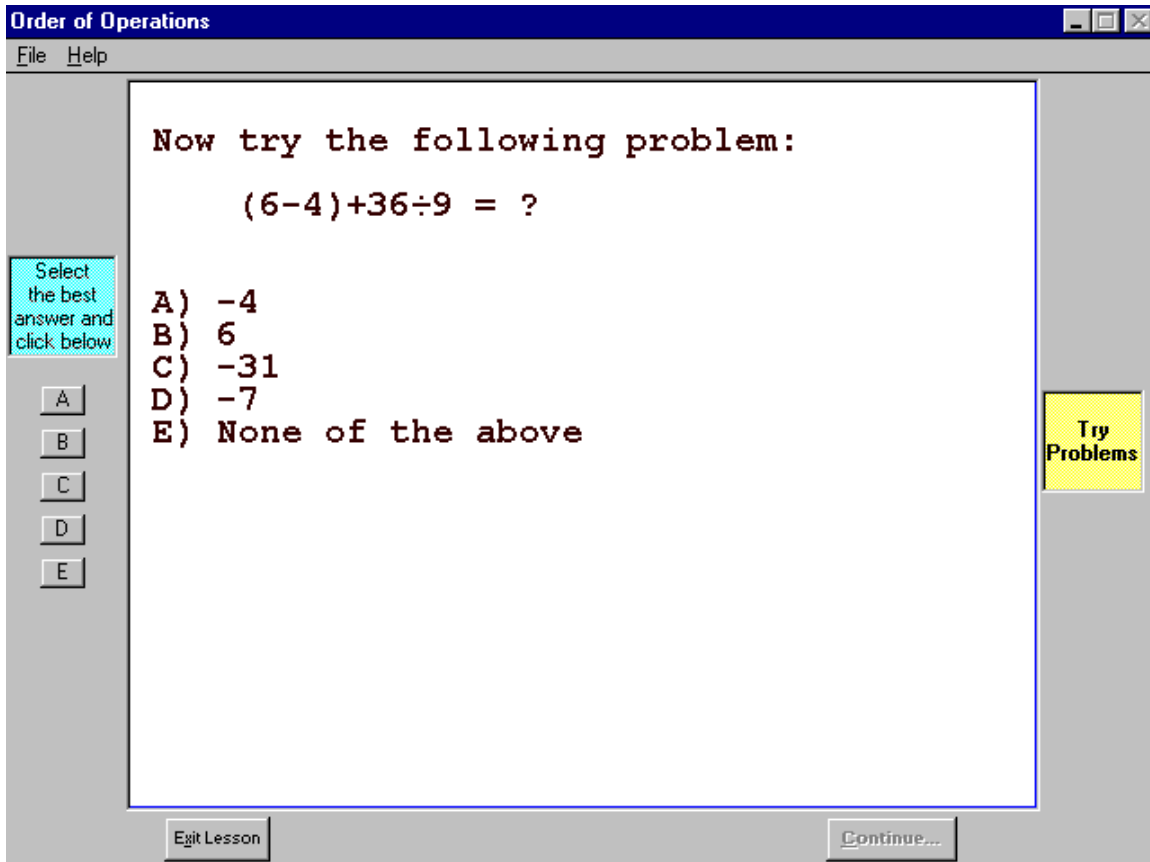 Order of Operations
File Help
Now try the following problem:
(6-4)+36÷9 = ?
Select
the best
answer and
click below
A) -4
B) 6
C) -31
D) -7
E) None of the above
A
B
C
D
E
Try
Problems
Exit Lesson
Continue...